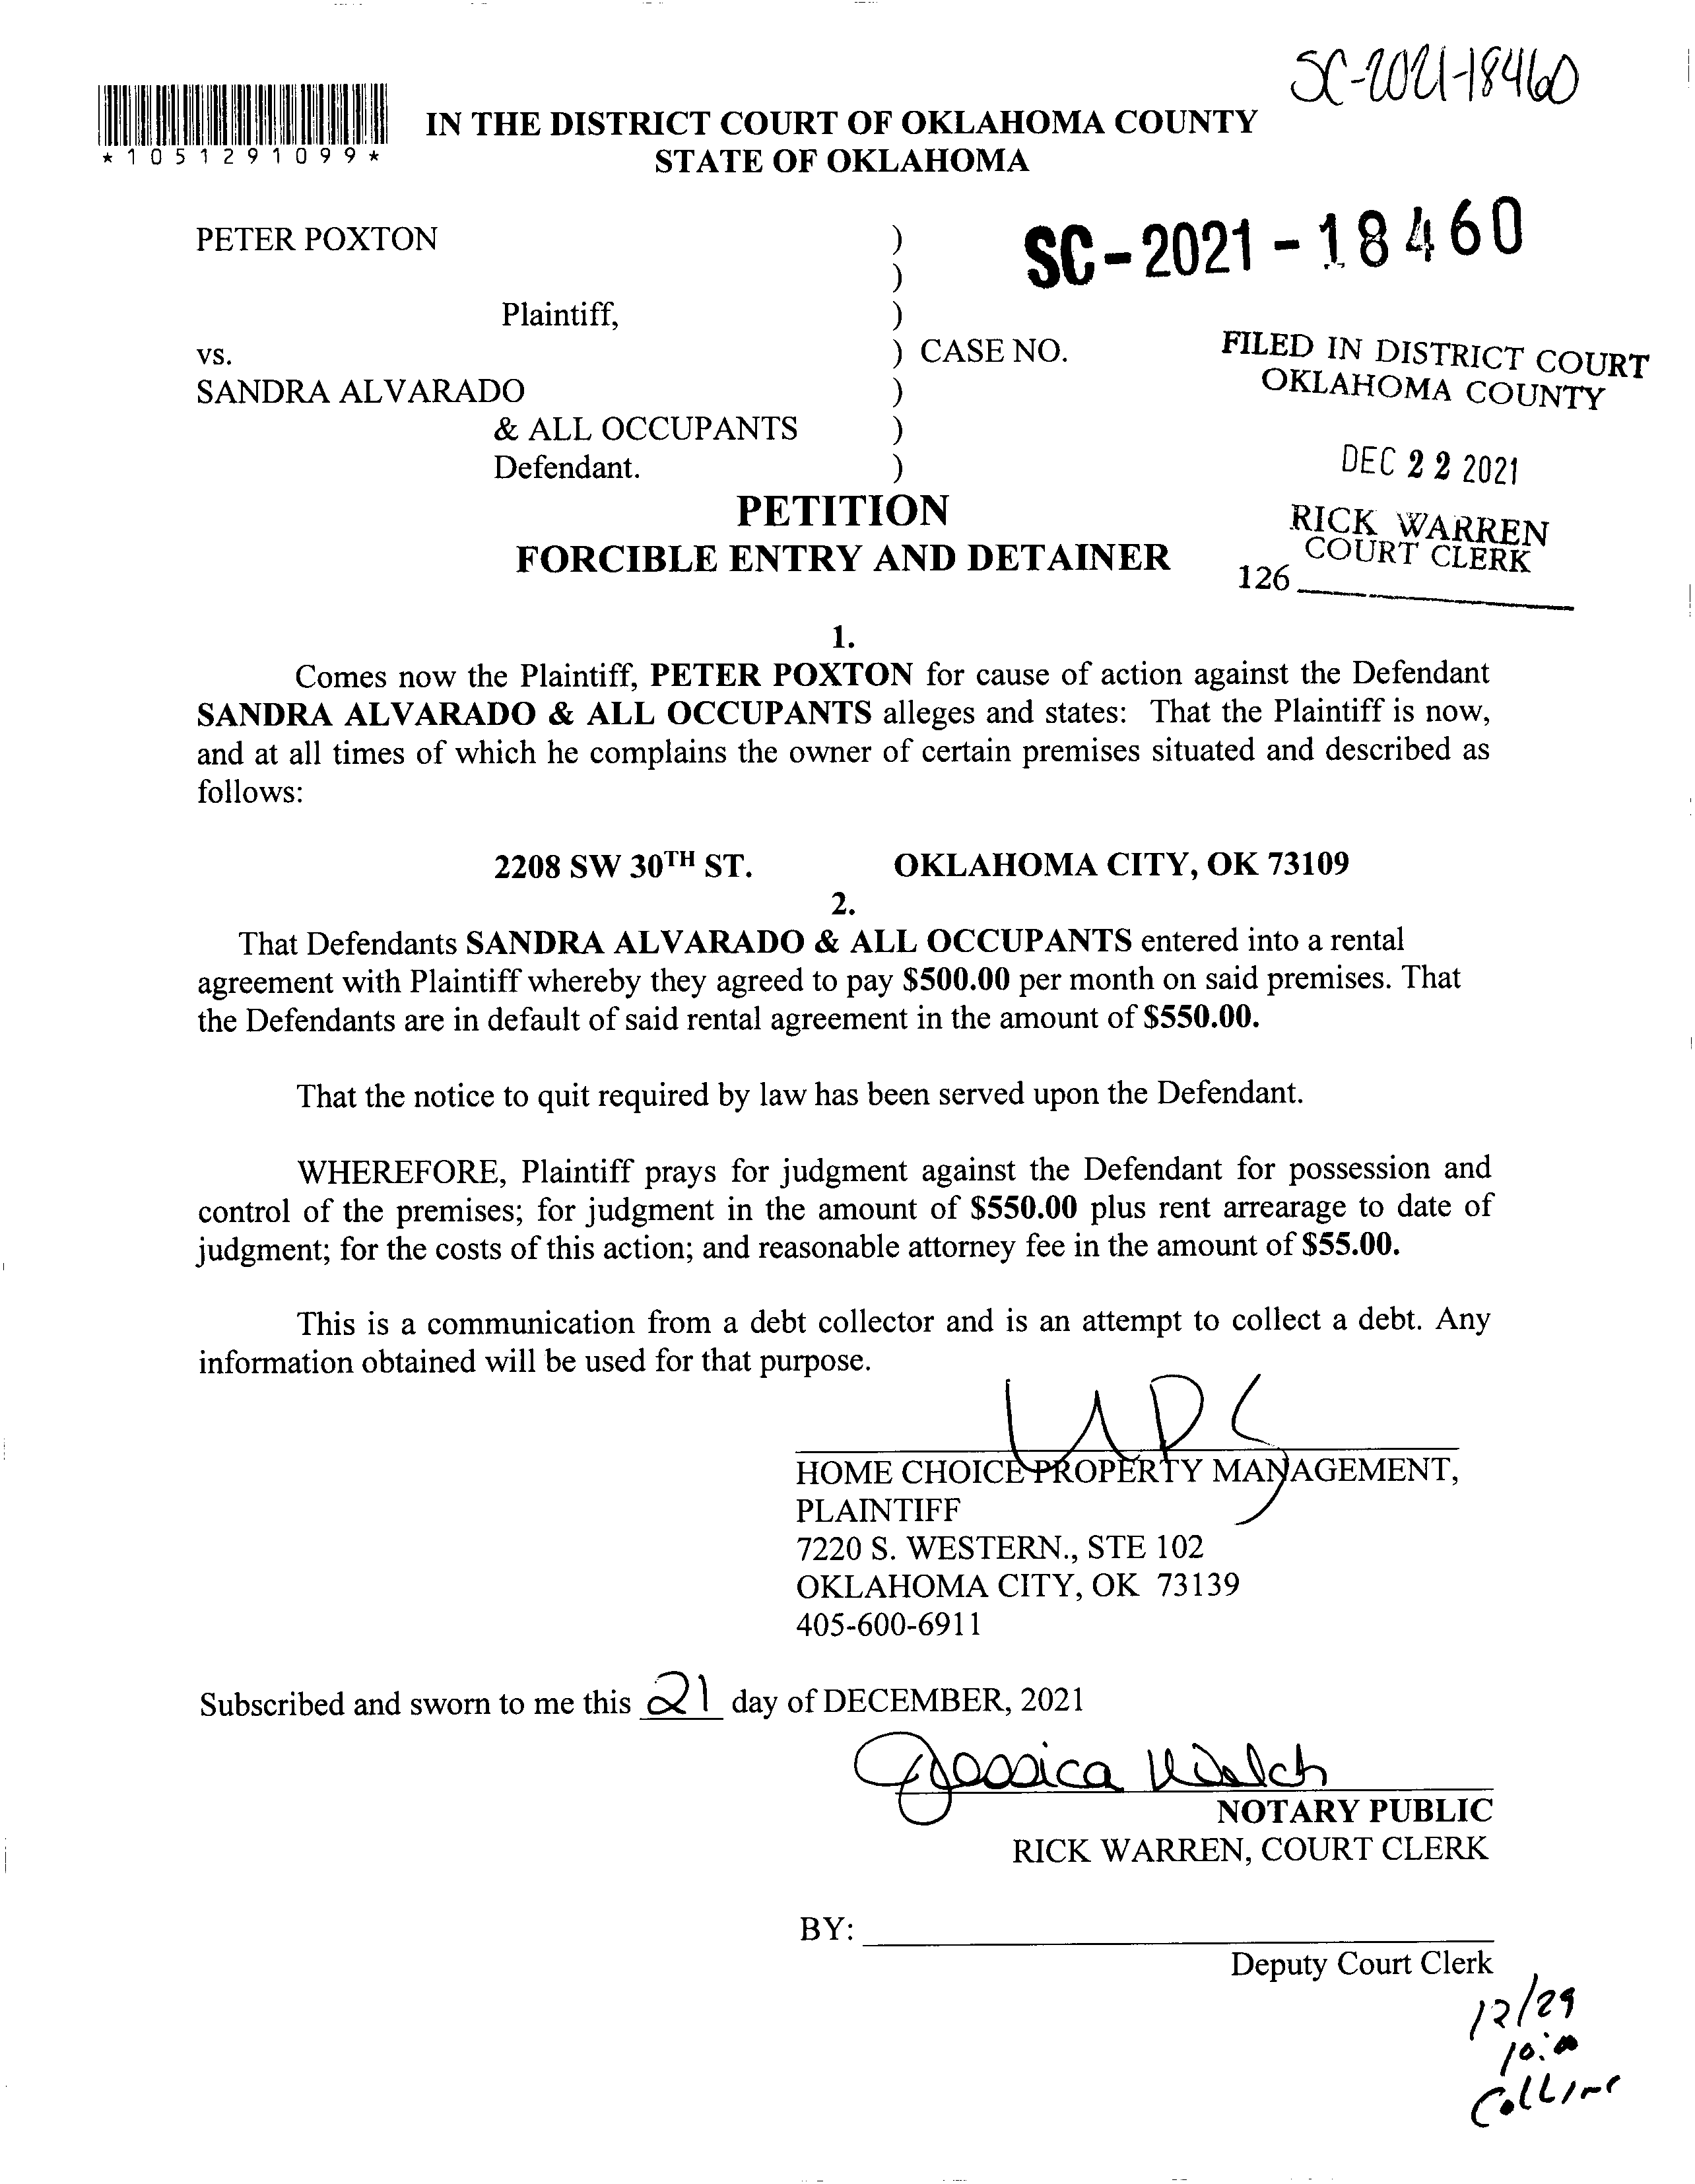 SC-2021-18460
*1051291099*
IN THE DISTRICT COURT OF OKLAHOMA COUNTY
STATE OF OKLAHOMA
PETER POXTON )
)
SC-2021-18460
Plaintiff, )
vs. ) CASE NO.
SANDRA ALVARADO )
& ALL OCCUPANTS )
Defendant. )
FILED IN DISTRICT COURT
OKLAHOMA COUNTY
DEC 22 2021
RICK WARREN
COURT CLERK
126
PETITION
FORCIBLE ENTRY AND DETAINER
1.
Comes now the Plaintiff, PETER POXTON for cause of action against the Defendant
SANDRA ALVARADO & ALL OCCUPANTS alleges and states: That the Plaintiff is now,
and at all times of which he complains the owner of certain premises situated and described as
follows:
2208 SW 30TH ST. OKLAHOMA CITY, OK 73109
2.
That Defendants SANDRA ALVARADO & ALL OCCUPANTS entered into a rental
agreement with Plaintiff whereby they agreed to pay $500.00 per month on said premises. That
the Defendants are in default of said rental agreement in the amount of $550.00.
That the notice to quit required by law has been served upon the Defendant.
WHEREFORE, Plaintiff prays for judgment against the Defendant for possession and
control of the premises; for judgment in the amount of $550.00 plus rent arrearage to date of
judgment; for the costs of this action; and reasonable attorney fee in the amount of $55.00.
This is a communication from a debt collector and is an attempt to collect a debt. Any
information obtained will be used for that purpose.
HOME CHOICE PROPERTY MANAGEMENT,
PLAINTIFF
7220 S. WESTERN., STE 102
OKLAHOMA CITY, OK 73139
405-600-6911
Subscribed and sworn to me this 21 day of DECEMBER, 2021
Jessica Welch
NOTARY PUBLIC
RICK WARREN, COURT CLERK
BY:
Deputy Court Clerk
12/29
10:00
Collins